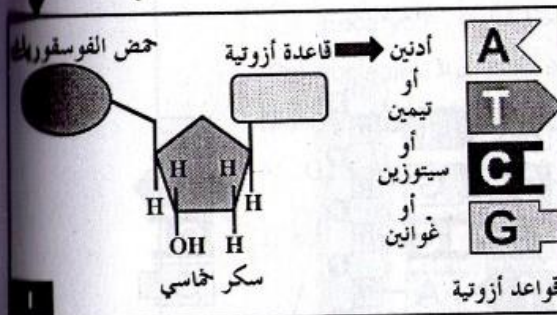 حمض الفوسفوريك
قاعدة أزوتية
أدنين
A
أو
تيمين
T
أو
سيتوزين
C
أو
غوانين
G
H H
H H
OH H
سكر خماسي
قواعد أزوتية